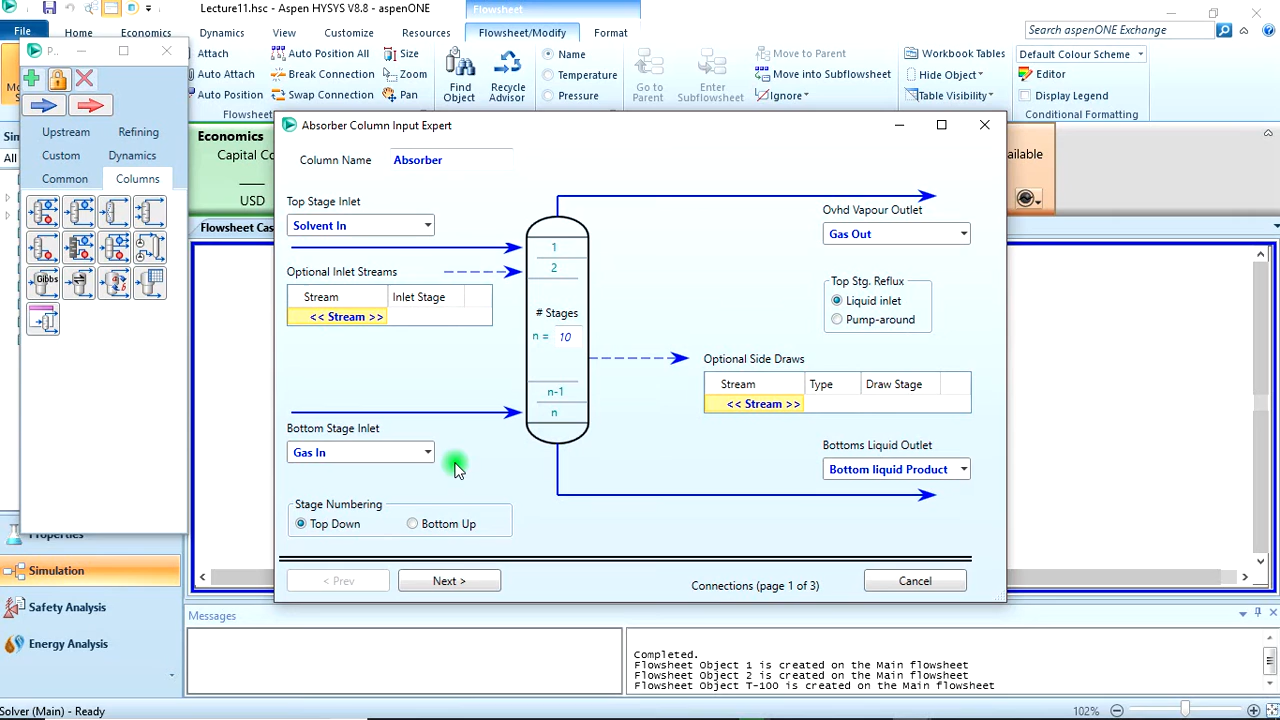 Lecture11.hsc - Aspen HYSYS V8.8 - aspenONE
Flowsheet
File
Home
Economics
Dynamics
View
Customize
Resources
Flowsheet/Modify
Format
Search aspenONE Exchange
P..
Attach
Auto Attach
Auto Position
Auto Position All
Break Connection
Swap Connection
Size
Zoom
Pan
Flowsheet
Find
Object
Recycle
Advisor
Name
Temperature
Pressure
Go to
Parent
Enter
Subflowsheet
Move to Parent
Move into Subflowsheet
Ignore
Workbook Tables
Hide Object
Table Visibility
Default Colour Scheme
Editor
Display Legend
Conditional Formatting
Upstream
Refining
Custom
Dynamics
Common
Columns
Gibbs
All
Economics
USD
Flowsheet Cas
Absorber Column Input Expert
Column Name
Absorber
Top Stage Inlet
Solvent In
Optional Inlet Streams
Stream
Inlet Stage
<< Stream >>
Bottom Stage Inlet
Gas In
Stage Numbering
Top Down
Bottom Up
1
2
# Stages
n = 10
n-1
n
Ovhd Vapour Outlet
Gas Out
Top Stg. Reflux
Liquid inlet
Pump-around
Optional Side Draws
Stream
Type
Draw Stage
<< Stream >>
Bottoms Liquid Outlet
Bottom liquid Product
< Prev
Next >
Connections (page 1 of 3)
Cancel
Properties
Simulation
Safety Analysis
Energy Analysis
Messages
Completed.
Flowsheet Object 1 is created on the Main flowsheet
Flowsheet Object 2 is created on the Main flowsheet
Flowsheet Object T-100 is created on the Main flowsheet
Solver (Main) - Ready
102%